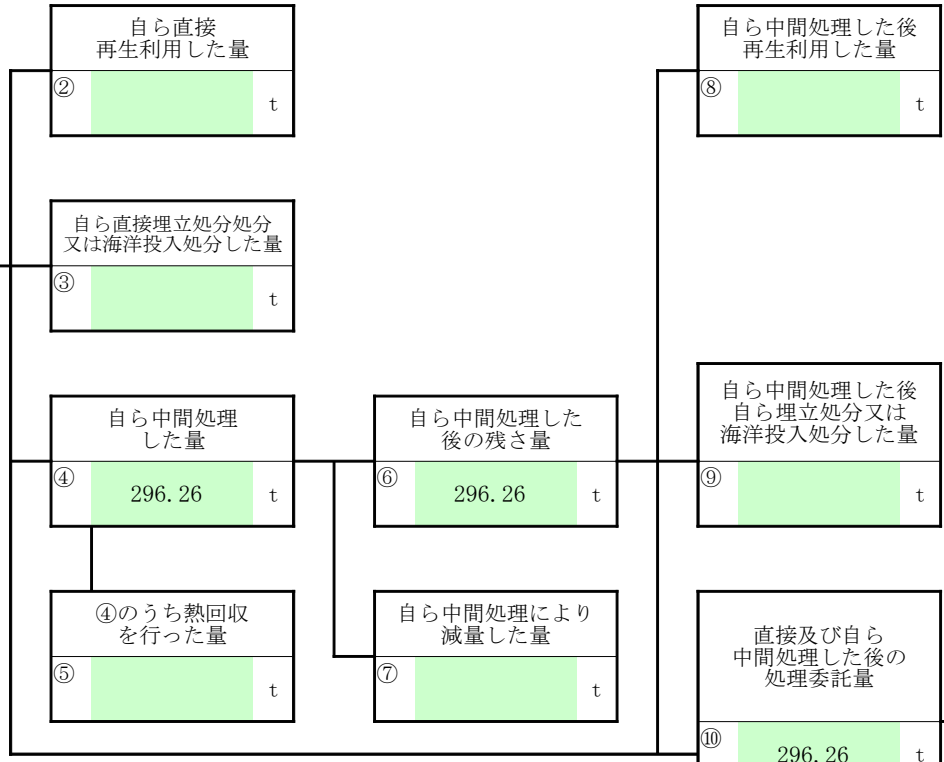 自ら直接
再生利用した量
②
t
自ら中間処理した後
再生利用した量
⑧
t
自ら直接埋立処分処分
又は海洋投入処分した量
③
t
自ら中間処理
した量
④ 296.26 t
自ら中間処理した
後の残さ量
⑥ 296.26 t
自ら中間処理した後
自ら埋立処分又は
海洋投入処分した量
⑨
t
④のうち熱回収
を行った量
⑤
t
自ら中間処理により
減量した量
⑦
t
直接及び自ら
中間処理した後の
処理委託量
⑩ 296.26 t